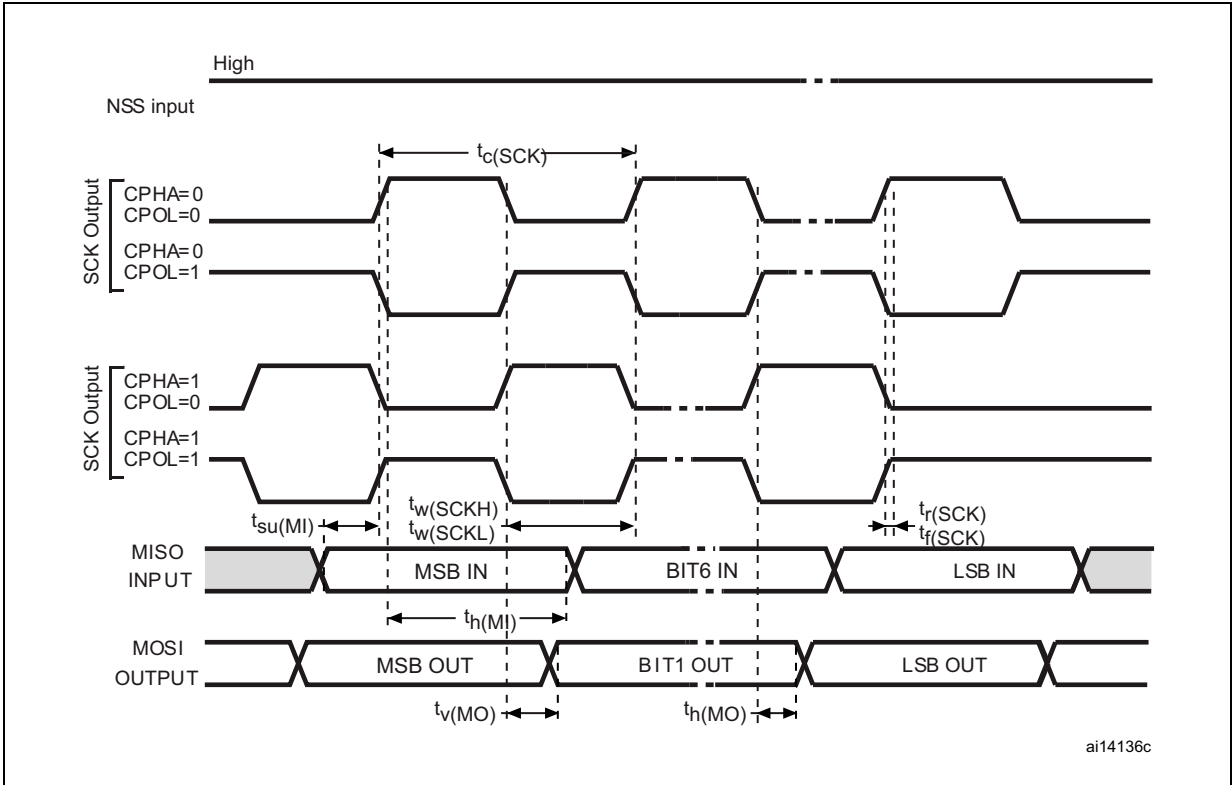 High
NSS input
tc(SCK)
SCK Output
CPHA=0
CPOL=0
CPHA=0
CPOL=1
SCK Output
CPHA=1
CPOL=0
CPHA=1
CPOL=1
tsu(MI)
tw(SCKH)
tw(SCKL)
tr(SCK)
tf(SCK)
MISO
INPUT
MSB IN
BIT6 IN
LSB IN
th(MI)
MOSI
OUTPUT
MSB OUT
BIT1 OUT
LSB OUT
tv(MO)
th(MO)
ai14136c